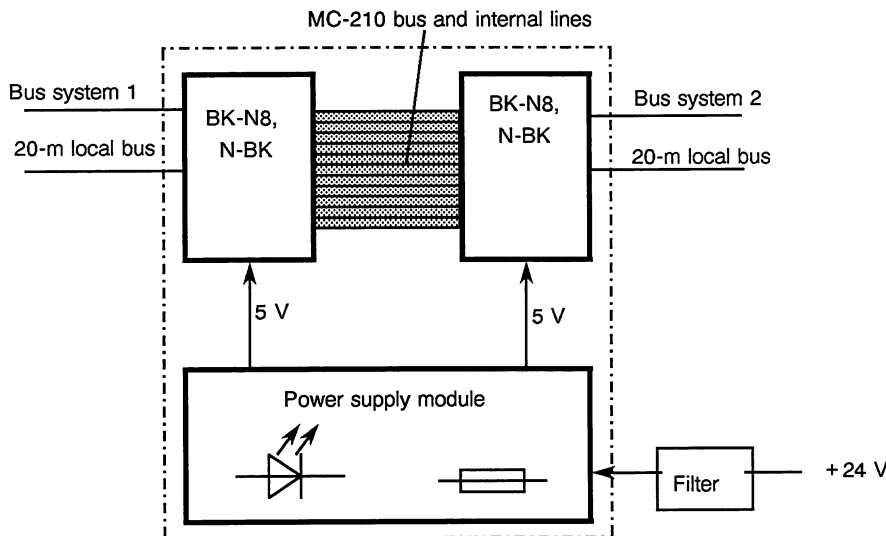 MC-210 bus and internal lines
Bus system 1
20-m local bus
BK-N8,
N-BK
BK-N8,
N-BK
Bus system 2
20-m local bus
5 V
5 V
Power supply module
Filter
+24 V